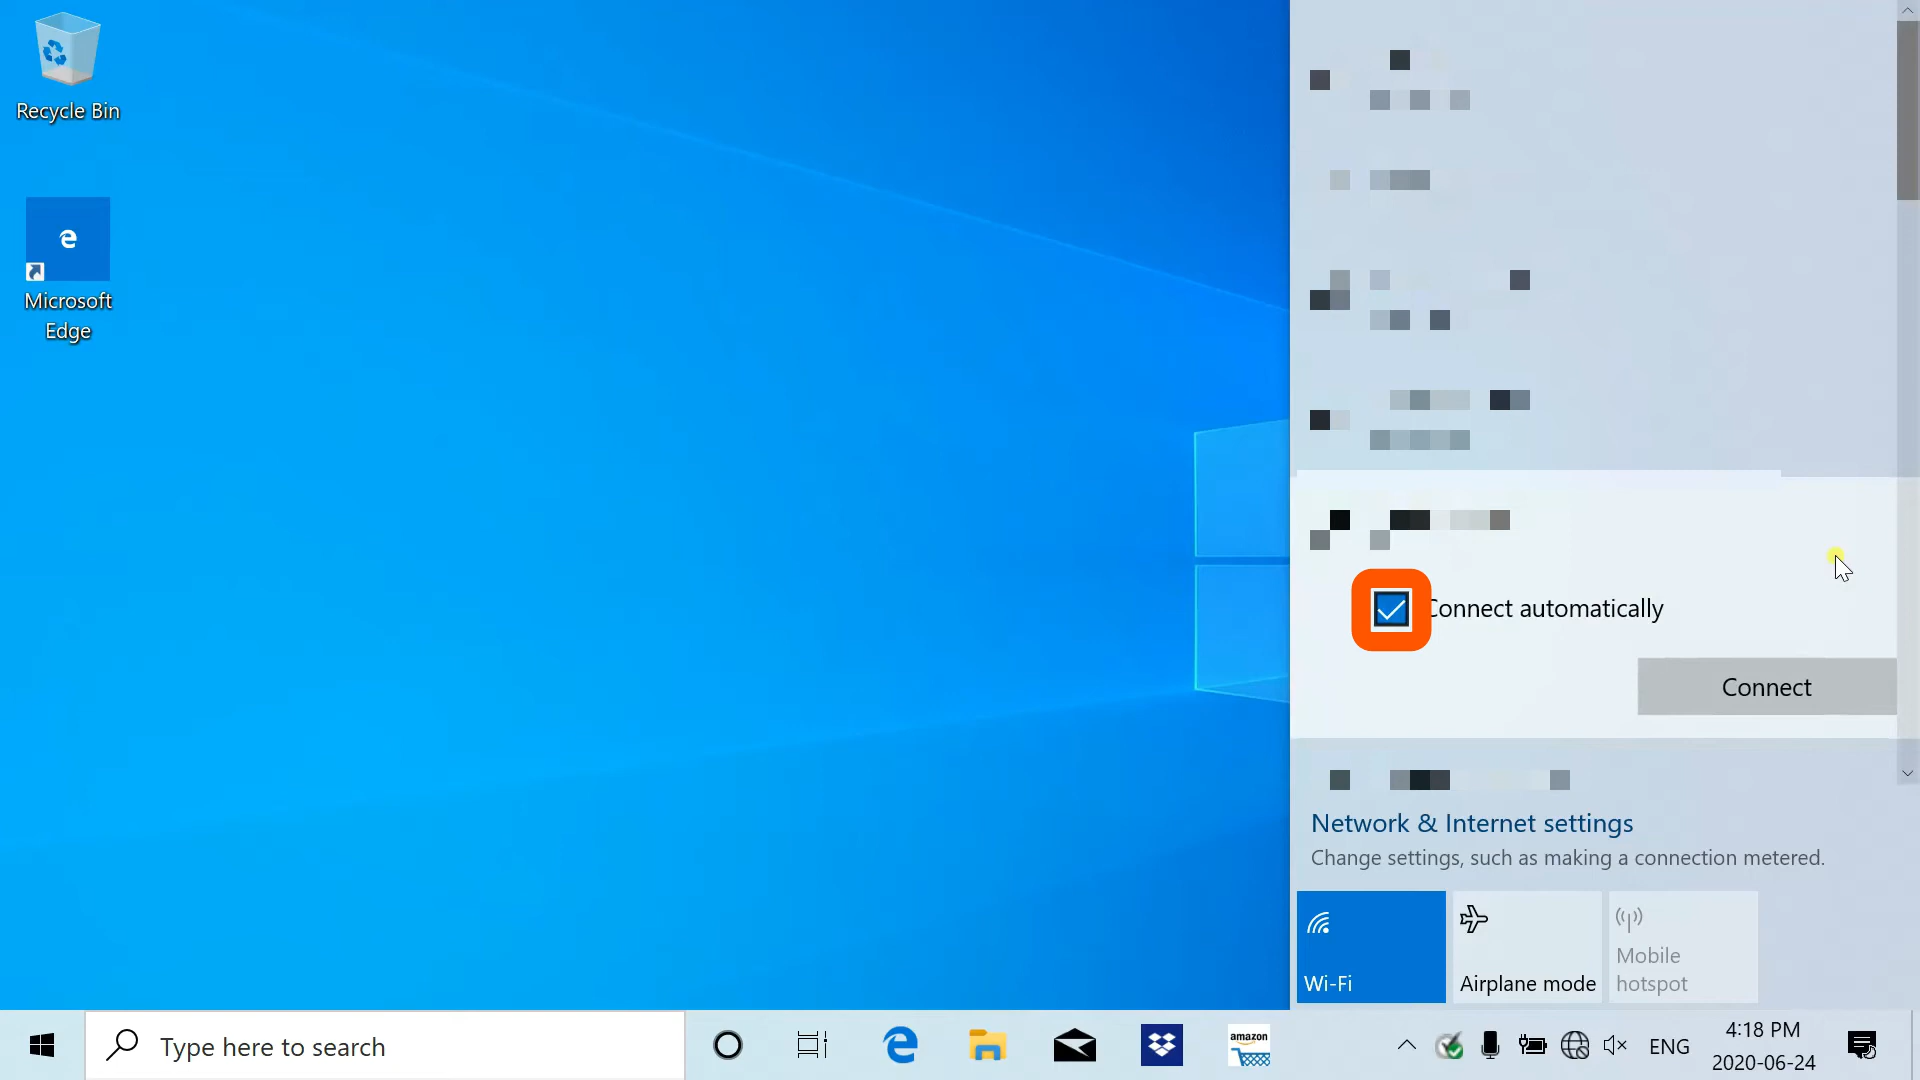 Recycle Bin
Microsoft
Edge
Connect automatically
Connect
Network & Internet settings
Change settings, such as making a connection metered.
Wi-Fi
Airplane mode
Mobile
hotspot
Type here to search
amazon
ENG
4:18 PM
2020-06-24